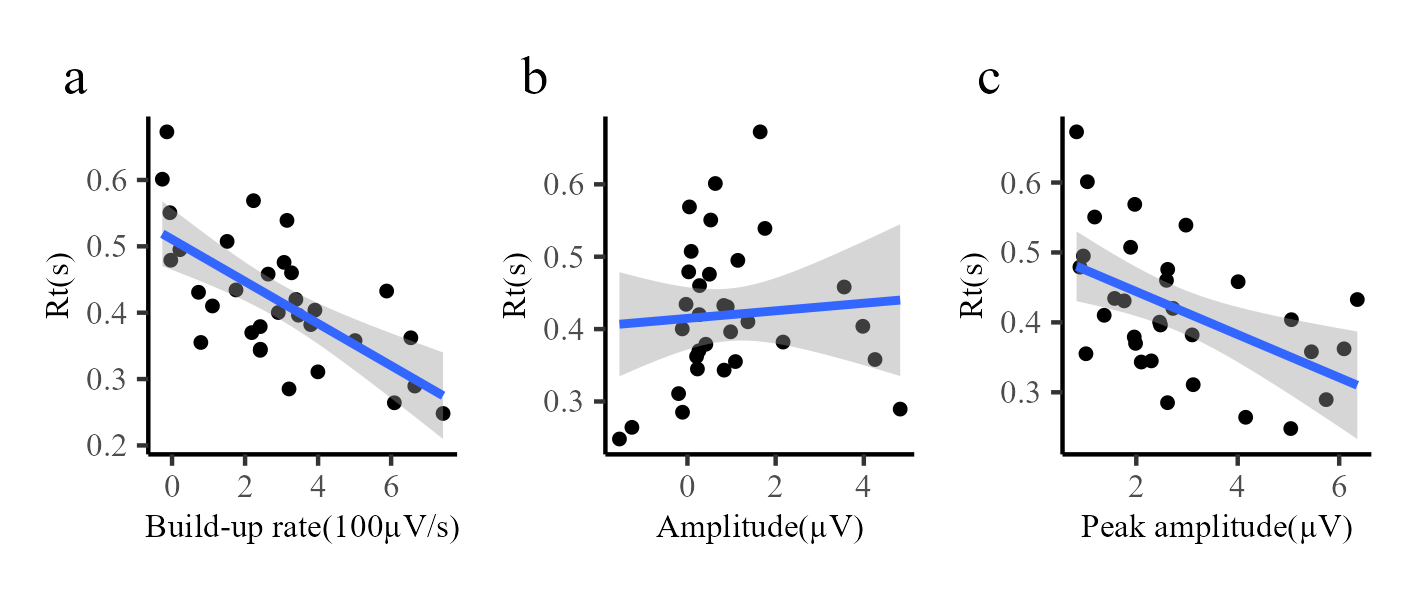 a
b
c
Rt(s)
0.6
0.5
0.4
0.3
0.2
0 2 4 6
Build-up rate(100µV/s)
Rt(s)
0.6
0.5
0.4
0.3
0 2 4
Amplitude(µV)
Rt(s)
0.6
0.5
0.4
0.3
2 4 6
Peak amplitude(µV)